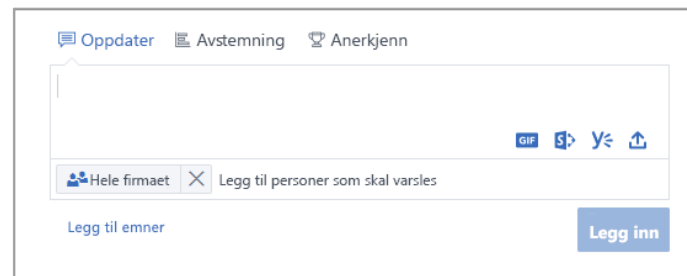 Oppdater Avstemning Anerkjenn
GIF
Hele firmaet Legg til personer som skal varsles
Legg til emner
Legg inn